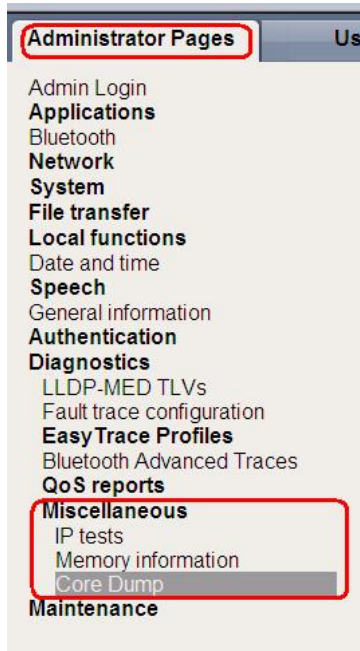 Administrator Pages Us
Admin Login
Applications
Bluetooth
Network
System
File transfer
Local functions
Date and time
Speech
General information
Authentication
Diagnostics
LLDP-MED TLVs
Fault trace configuration
EasyTrace Profiles
Bluetooth Advanced Traces
QoS reports
Miscellaneous
IP tests
Memory information
Core Dump
Maintenance